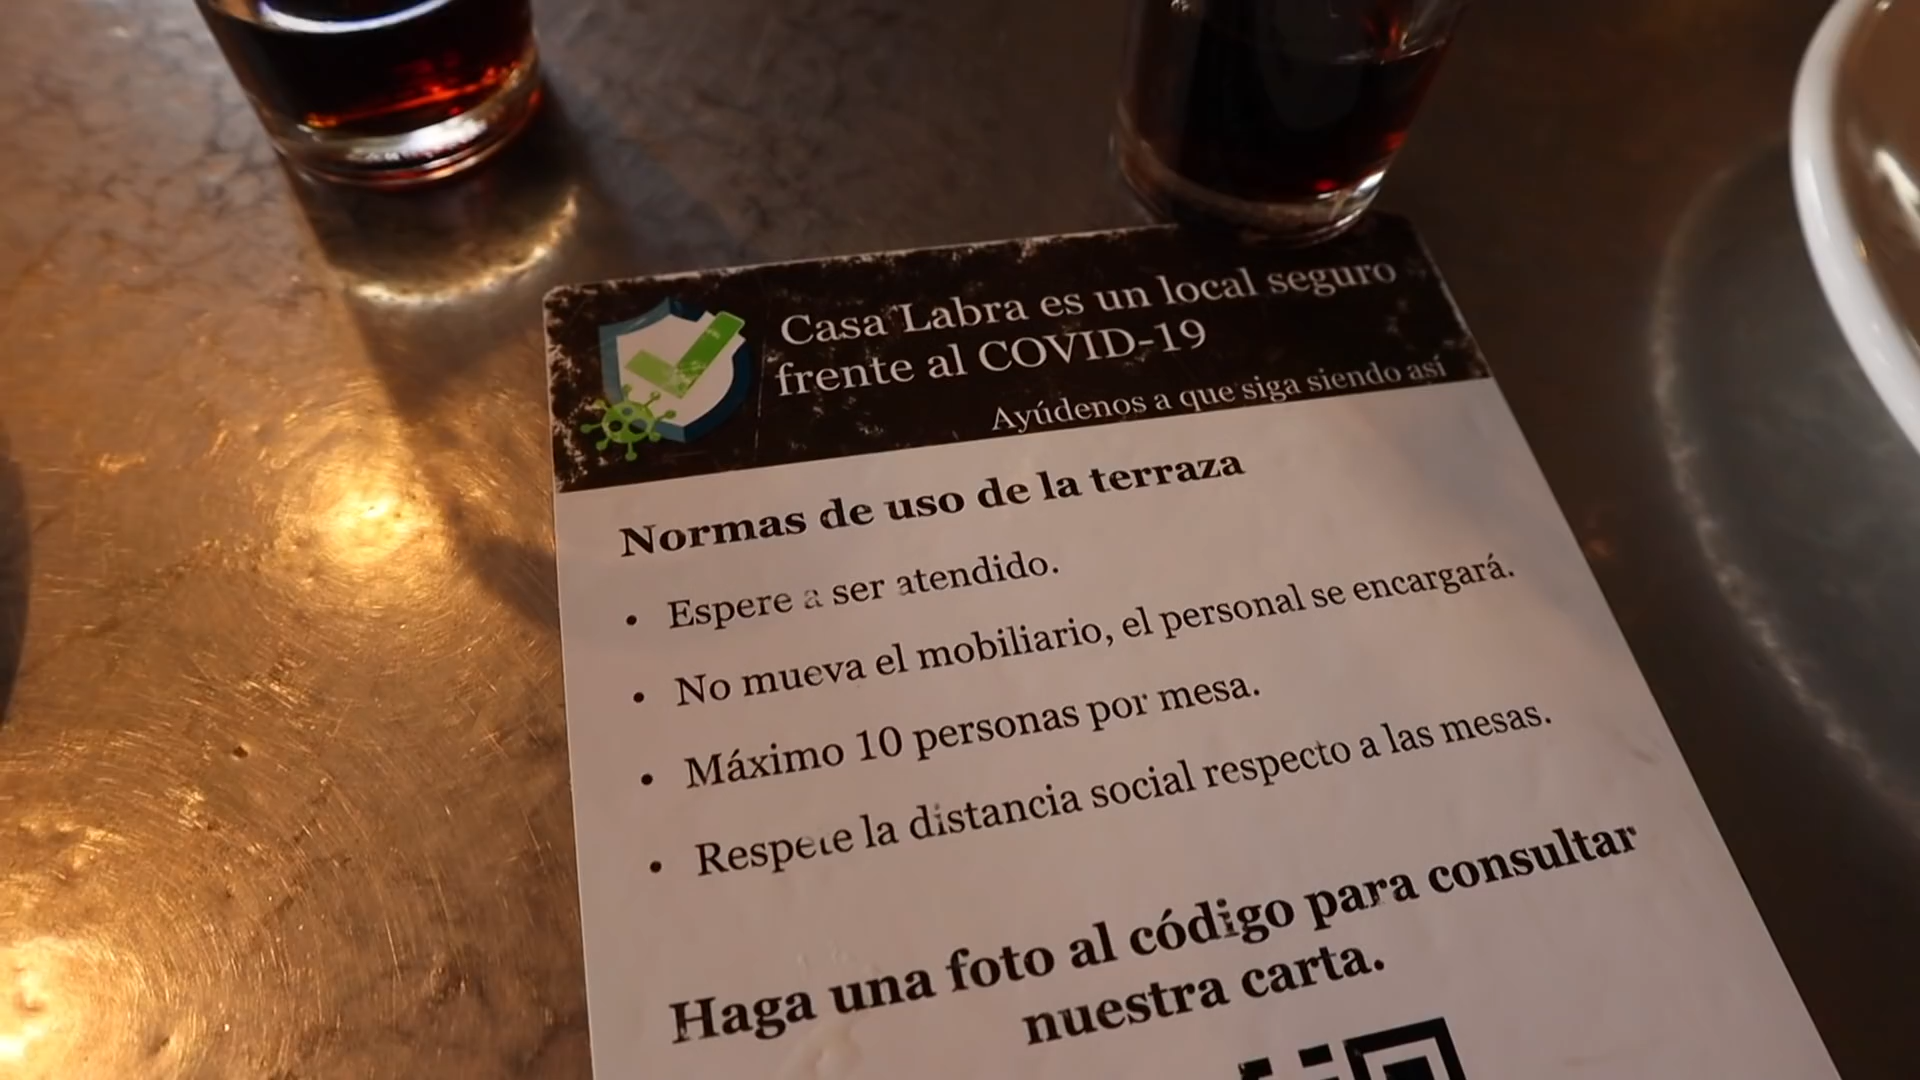 Casa Labra es un local seguro
frente al COVID-19
Ayúdenos a que siga siendo así
Normas de uso de la terraza
• Espere a ser atendido.
• No mueva el mobiliario, el personal se encargará.
• Máximo 10 personas por mesa.
• Respete la distancia social respecto a las mesas.
Haga una foto al código para consultar
nuestra carta.